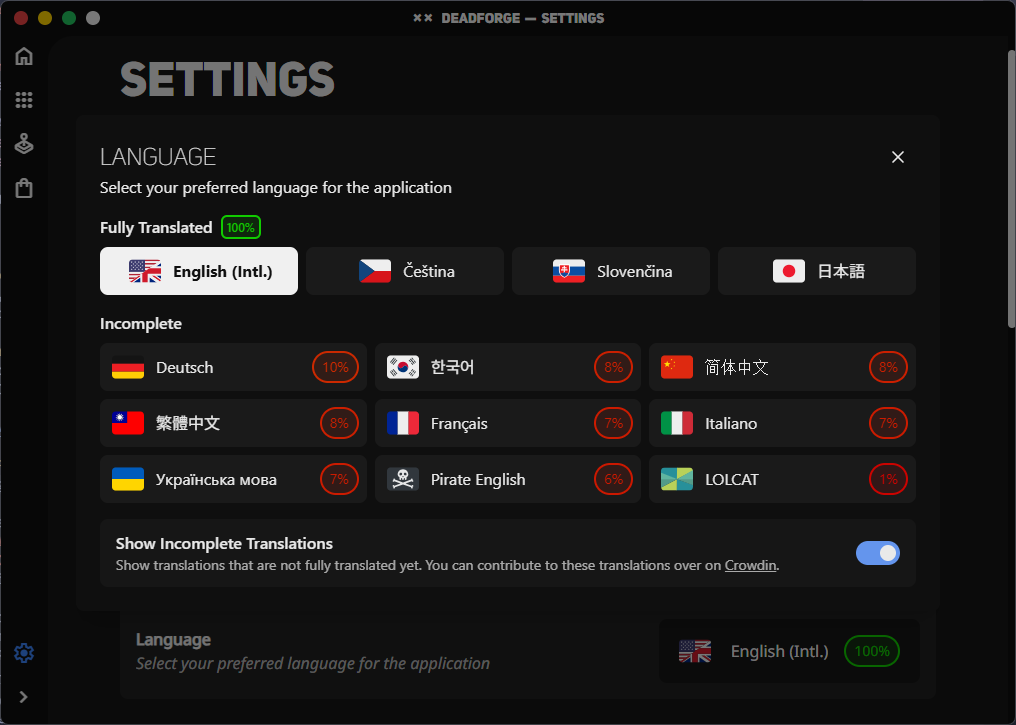 ×× DEADFORGE — SETTINGS
SETTINGS
LANGUAGE
Select your preferred language for the application
Fully Translated 100%
English (Intl.) Čeština Slovenčina 日本語
Incomplete
Deutsch 10% 한국어 8% 简体中文 8%
繁體中文 8% Français 7% Italiano 7%
Українська мова 7% Pirate English 6% LOLCAT 1%
Show Incomplete Translations
Show translations that are not fully translated yet. You can contribute to these translations over on Crowdin.
Language
Select your preferred language for the application
English (Intl.) 100%